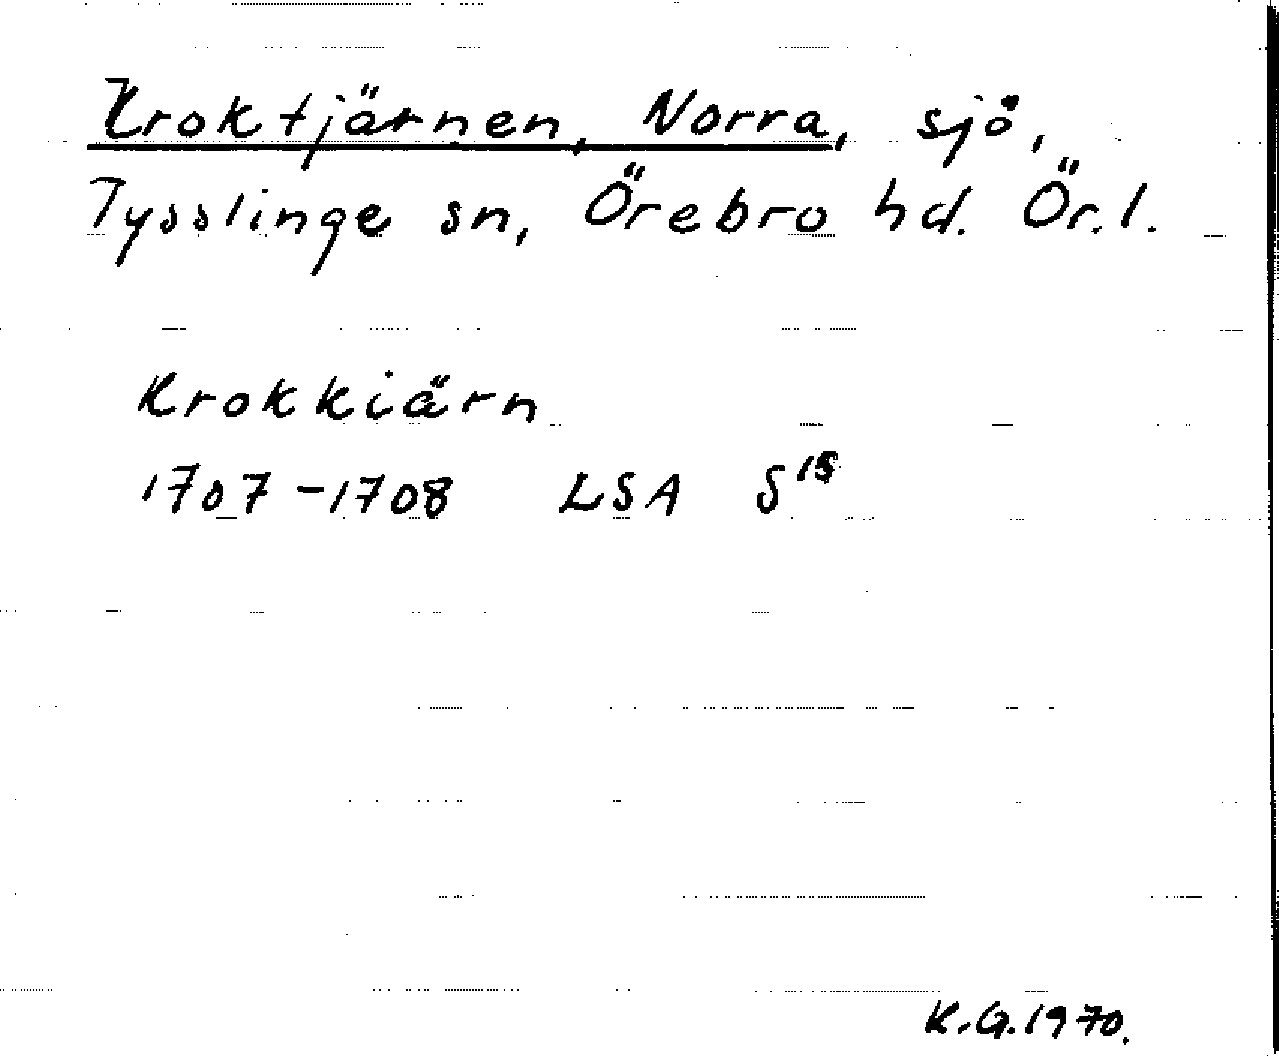 Kroktjärnen, Norra, sjö,
Tysslinge sn, Örebro hd. Ör. l.
Krokkiärn
1707-1708 LSA S¹⁵
K.G. 1970.